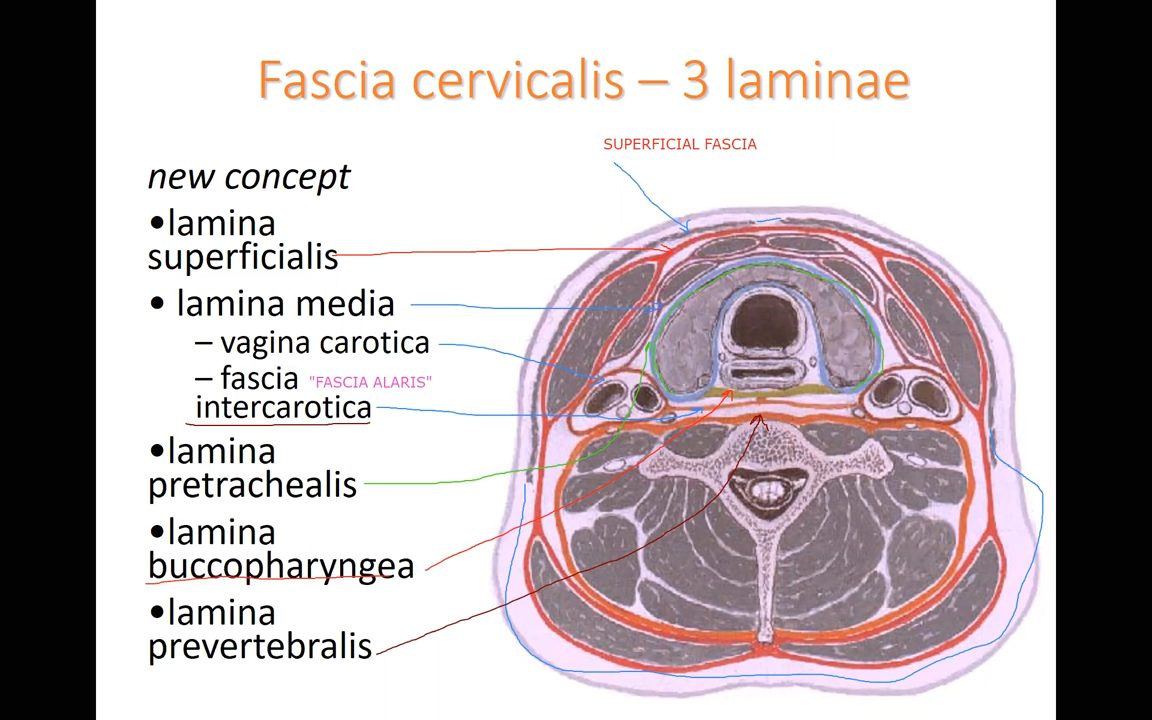 Fascia cervicalis – 3 laminae
SUPERFICIAL FASCIA
new concept
•lamina
superficialis
• lamina media
– vagina carotica
– fascia "FASCIA ALARIS"
intercarotica
•lamina
pretrachealis
•lamina
buccopharyngea
•lamina
prevertebralis